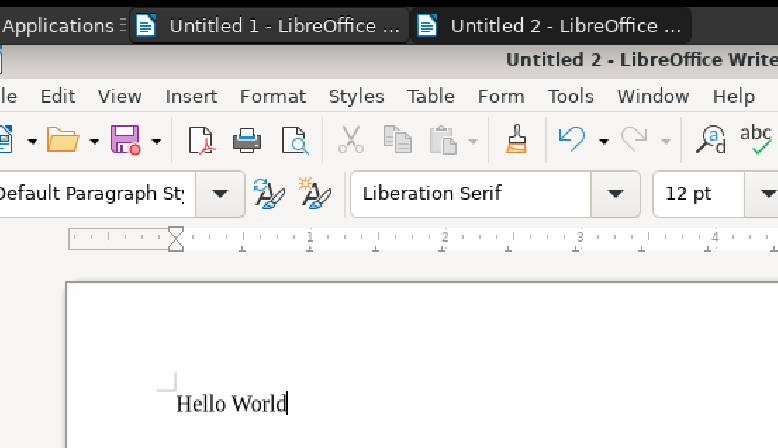 Applications Untitled 1 - LibreOffice ... Untitled 2 - LibreOffice ...
Untitled 2 - LibreOffice Write
le Edit View Insert Format Styles Table Form Tools Window Help
abc
Default Paragraph Sty Liberation Serif 12 pt
1 2 3 4
Hello World